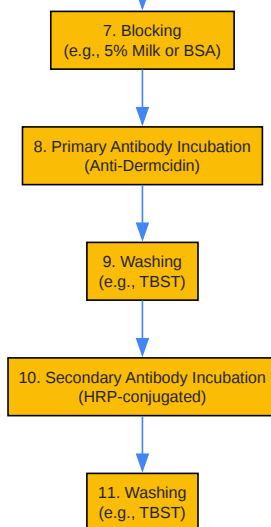 7. Blocking
(e.g., 5% Milk or BSA)
8. Primary Antibody Incubation
(Anti-Dermcidin)
9. Washing
(e.g., TBST)
10. Secondary Antibody Incubation
(HRP-conjugated)
11. Washing
(e.g., TBST)